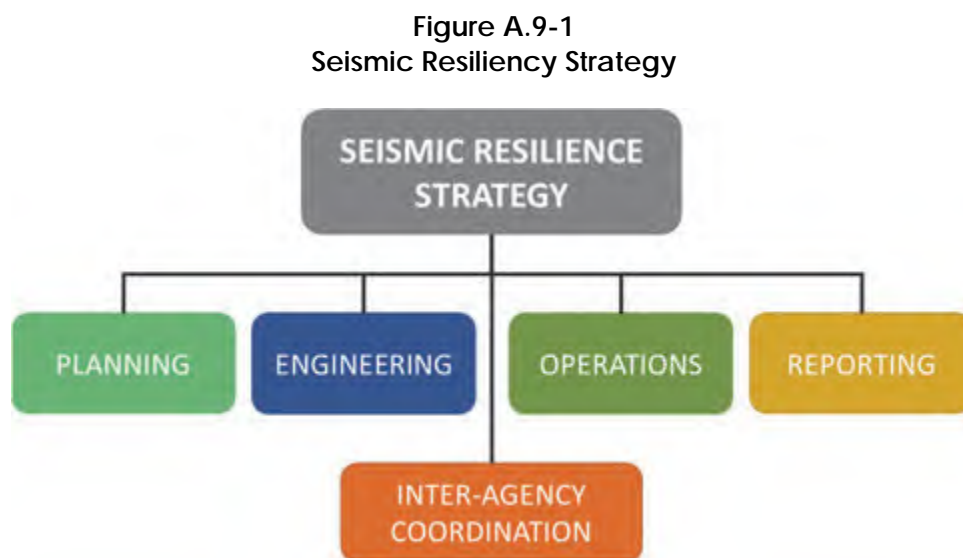 Figure A.9-1
Seismic Resiliency Strategy
SEISMIC RESILIENCE
STRATEGY
PLANNING
ENGINEERING
OPERATIONS
REPORTING
INTER-AGENCY
COORDINATION